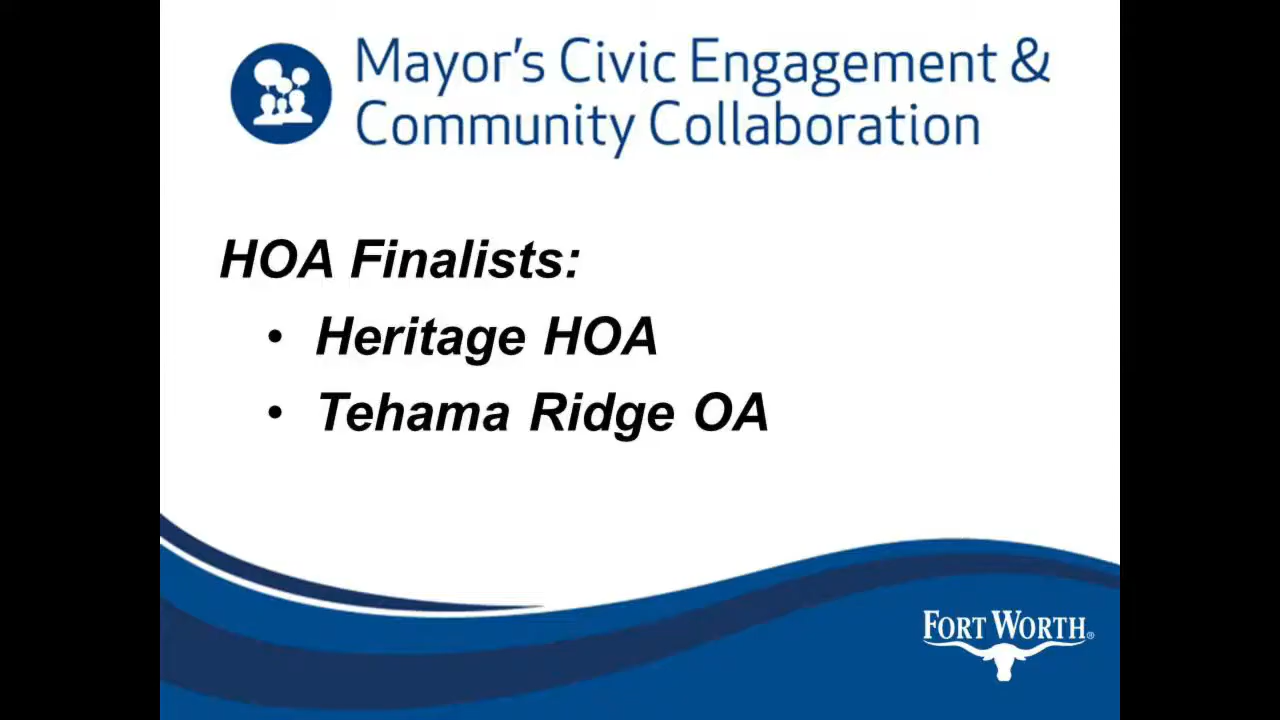 Mayor's Civic Engagement &
Community Collaboration
HOA Finalists:
• Heritage HOA
• Tehama Ridge OA
FORT WORTH®